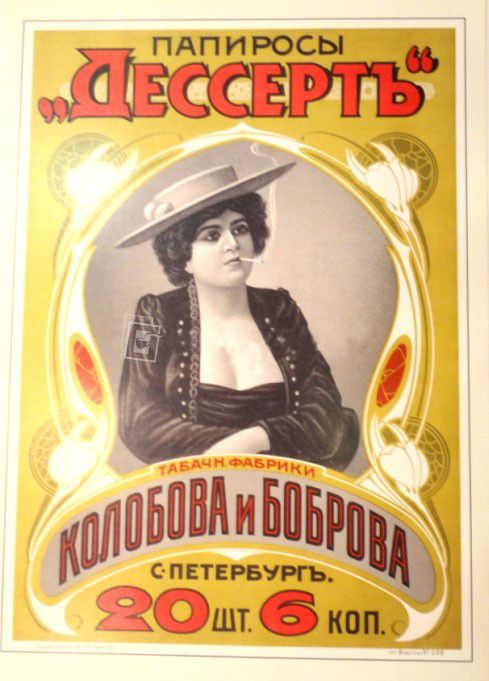 ПАПИРОСЫ
„ДЕССЕРТЪ“
ТАБАЧН. ФАБРИКИ
КОЛОБОВА и БОБРОВА
С-ПЕТЕРБУРГЪ.
20 ШТ. 6 КОП.